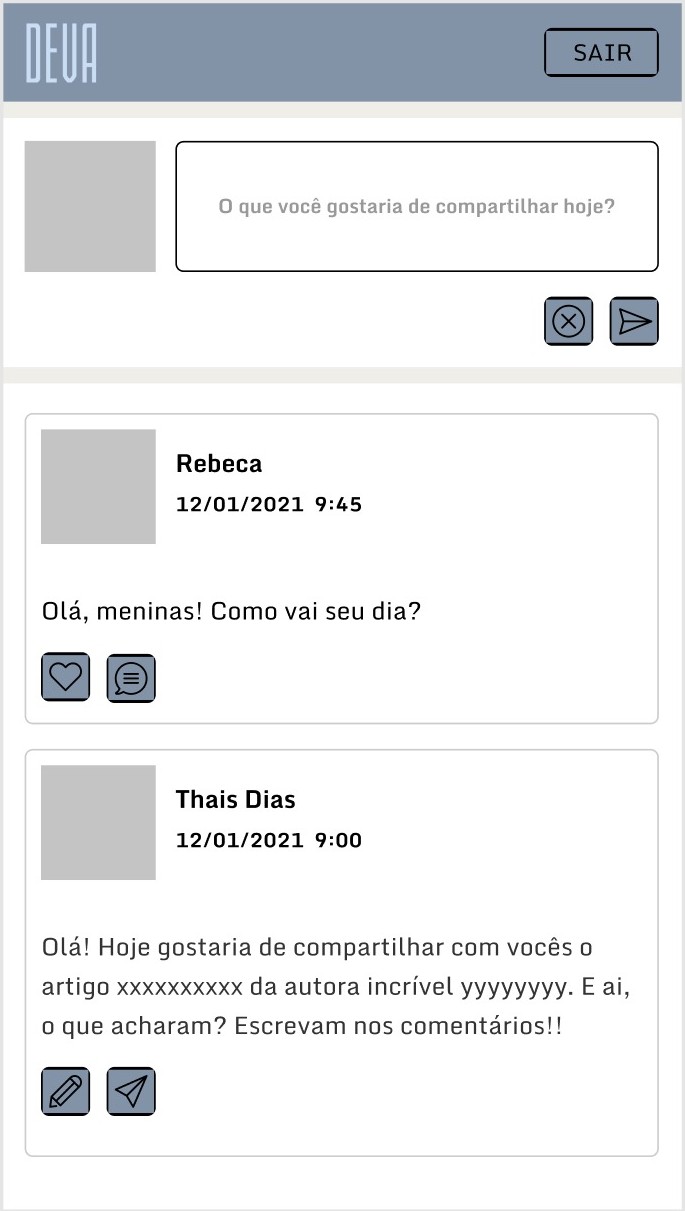 DEVA
SAIR
O que você gostaria de compartilhar hoje?
Rebeca
12/01/2021 9:45
Olá, meninas! Como vai seu dia?
Thais Dias
12/01/2021 9:00
Olá! Hoje gostaria de compartilhar com vocês o
artigo xxxxxxxxxx da autora incrível yyyyyyyy. E ai,
o que acharam? Escrevam nos comentários!!